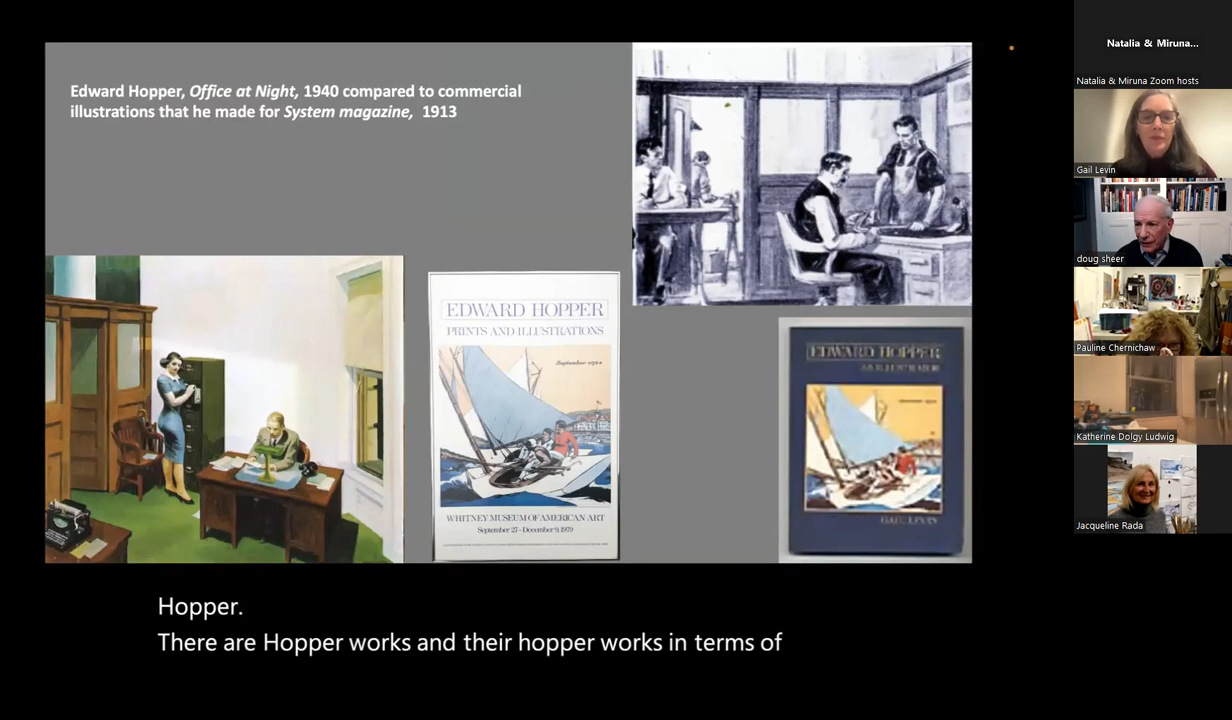 Edward Hopper, Office at Night, 1940 compared to commercial
illustrations that he made for System magazine, 1913
EDWARD HOPPER
PRINTS AND ILLUSTRATIONS
September 1922
WHITNEY MUSEUM OF AMERICAN ART
September 27 - December 9, 1979
EDWARD HOPPER
AS ILLUSTRATOR
GAIL LEVIN
Hopper.
There are Hopper works and their hopper works in terms of
Natalia & Miruna...
Natalia & Miruna Zoom hosts
Gail Levin
doug sheer
Pauline Chernichaw
Katherine Dolgy Ludwig
Jacqueline Rada